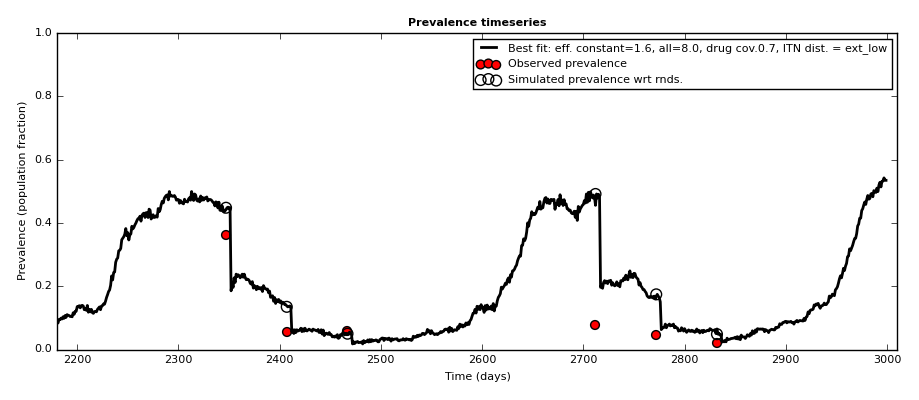 Prevalence timeseries
1.0
0.8
0.6
0.4
0.2
0.0
Prevalence (population fraction)
Best fit: eff. constant=1.6, all=8.0, drug cov.0.7, ITN dist. = ext_low
Observed prevalence
Simulated prevalence wrt rnds.
2200 2300 2400 2500 2600 2700 2800 2900 3000
Time (days)